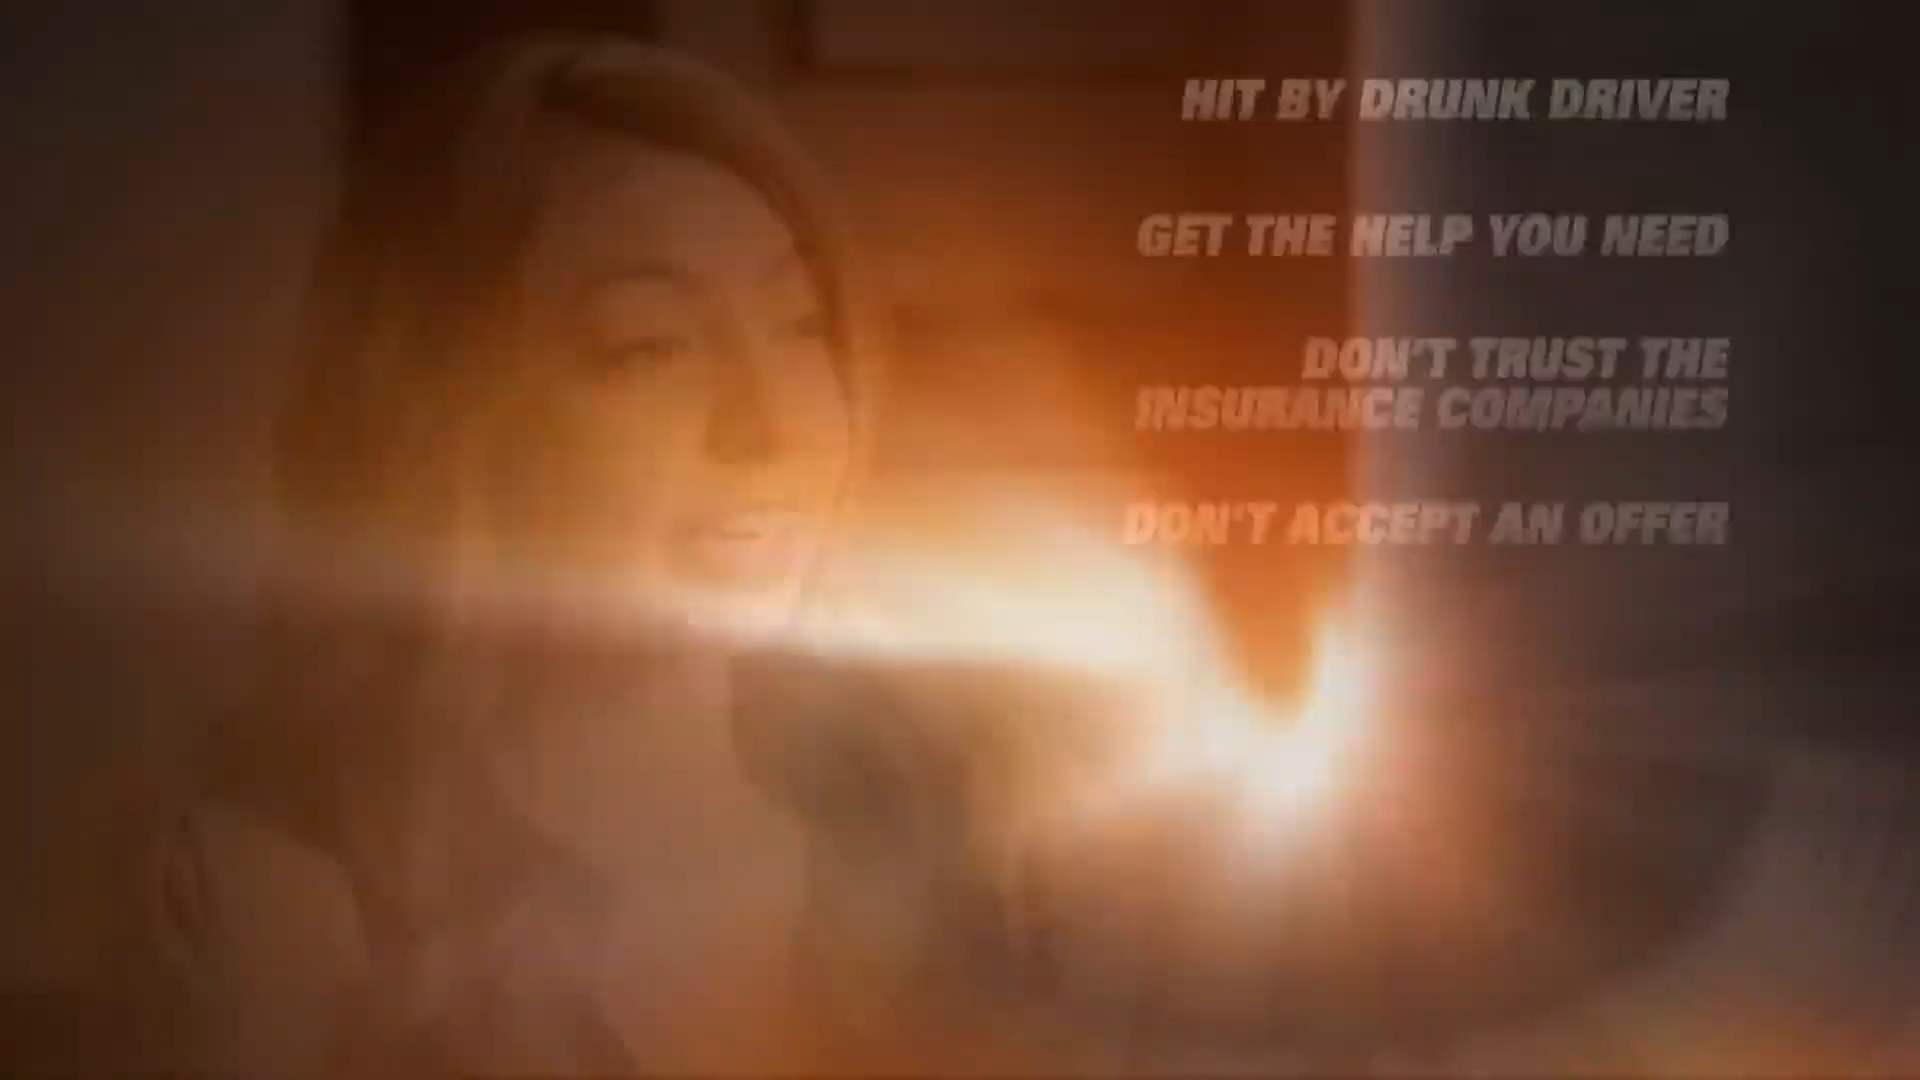 HIT BY DRUNK DRIVER
GET THE HELP YOU NEED
DON'T TRUST THE
INSURANCE COMPANIES
DON'T ACCEPT AN OFFER